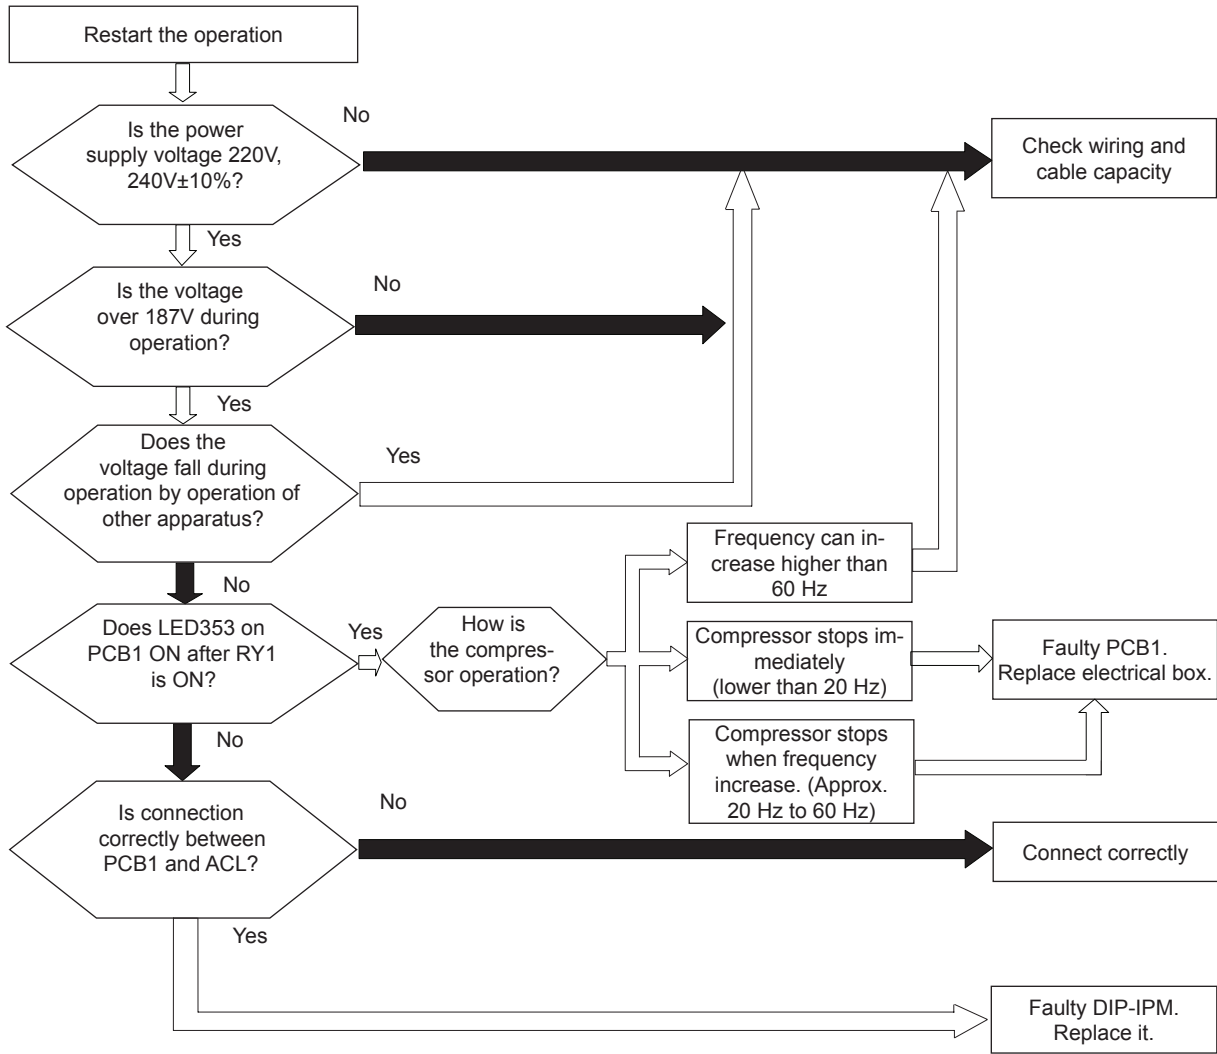 Restart the operation
No
Is the power
supply voltage 220V,
240V±10%?
Check wiring and
cable capacity
Yes
Is the voltage
over 187V during
operation?
No
Yes
Does the
voltage fall during
operation by operation of
other apparatus?
Yes
No
Frequency can in-
crease higher than
60 Hz
Does LED353 on
PCB1 ON after RY1
is ON?
Yes
How is
the compres-
sor operation?
Compressor stops im-
mediately
(lower than 20 Hz)
Faulty PCB1.
Replace electrical box.
No
Compressor stops
when frequency
increase. (Approx.
20 Hz to 60 Hz)
Is connection
correctly between
PCB1 and ACL?
No
Connect correctly
Yes
Faulty DIP-IPM.
Replace it.